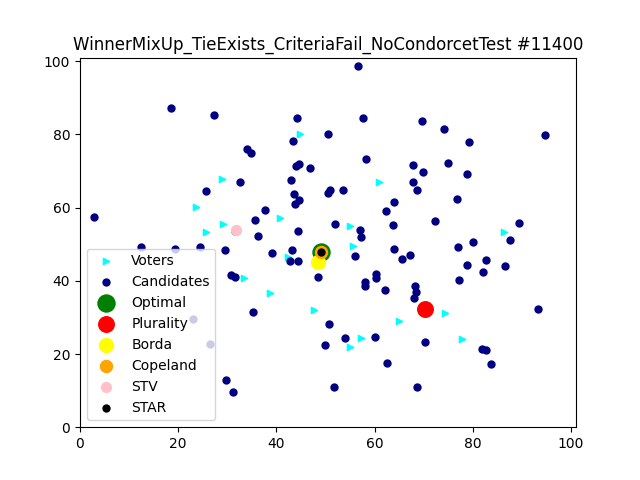 WinnerMixUp_TieExists_CriteriaFail_NoCondorcetTest #11400
100
80
60
40
20
0
Voters
Candidates
Optimal
Plurality
Borda
Copeland
STV
STAR
0 20 40 60 80 100